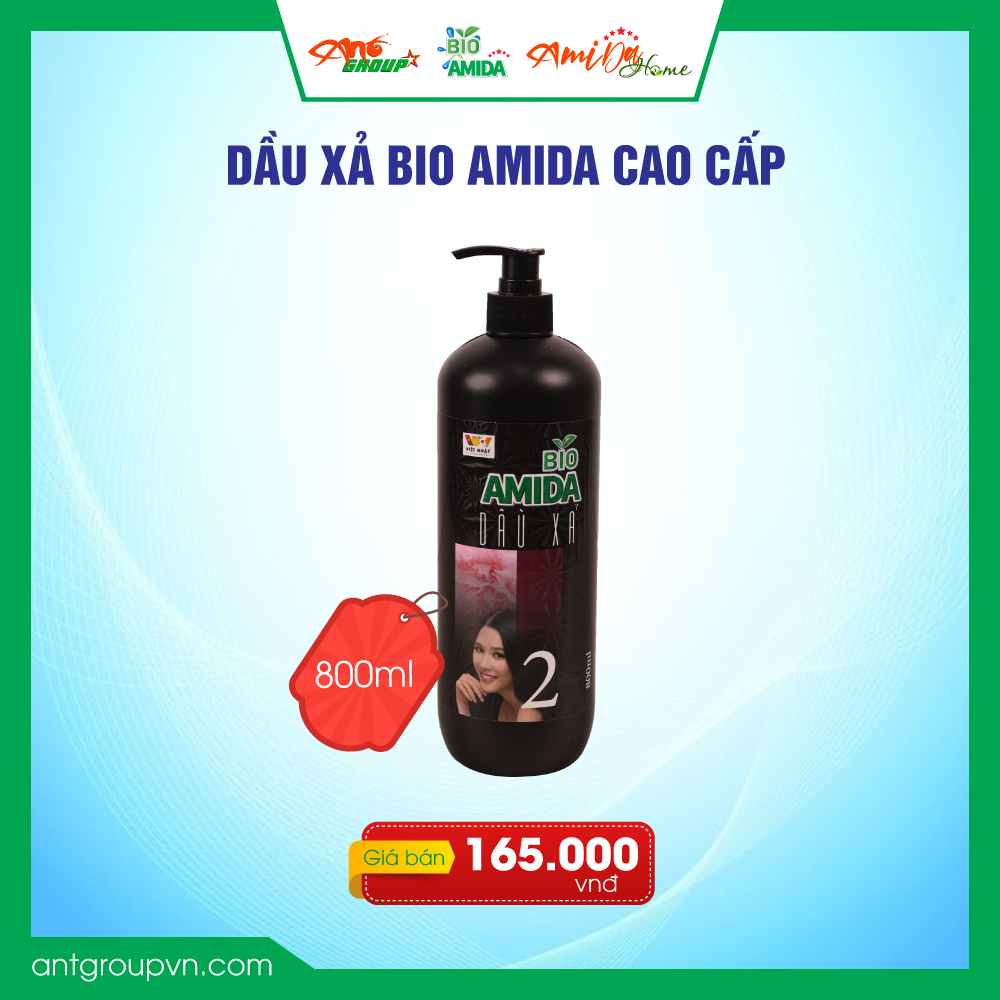 Ant
GROUP
BIO
AMIDA
AmiDa
Home
DẦU XẢ BIO AMIDA CAO CẤP
VIỆT NHẬT
BIO
AMIDA
DẦU XẢ
2
800ml
800ml
Giá bán
165.000
vnđ
antgroupvn.com